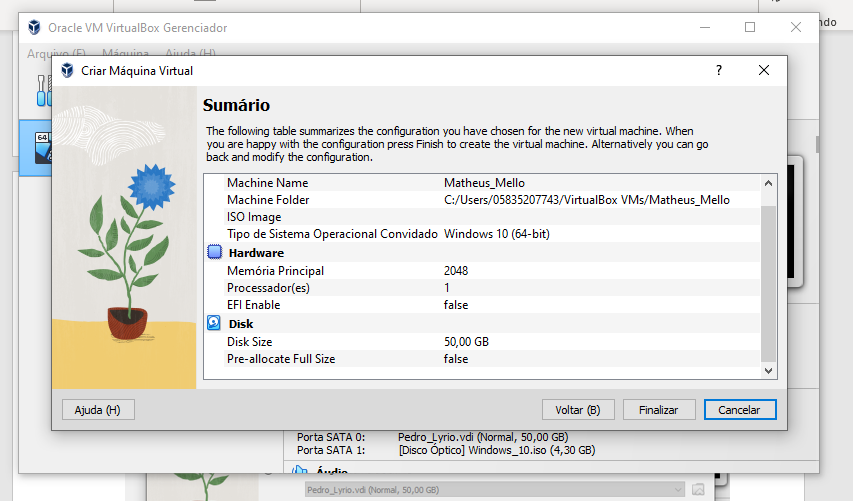 ndo
Oracle VM VirtualBox Gerenciador
Arquivo (F) Máquina Ajuda (H)
Criar Máquina Virtual
?
64
Sumário
The following table summarizes the configuration you have chosen for the new virtual machine. When
you are happy with the configuration press Finish to create the virtual machine. Alternatively you can go
back and modify the configuration.
Machine Name Matheus_Mello
Machine Folder C:/Users/05835207743/VirtualBox VMs/Matheus_Mello
ISO Image
Tipo de Sistema Operacional Convidado Windows 10 (64-bit)
Hardware
Memória Principal 2048
Processador(es) 1
EFI Enable false
Disk
Disk Size 50,00 GB
Pre-allocate Full Size false
Ajuda (H) Voltar (B) Finalizar Cancelar
Porta SATA 0: Pedro_Lyrio.vdi (Normal, 50,00 GB)
Porta SATA 1: [Disco Óptico] Windows_10.iso (4,30 GB)
Áudio
Pedro_Lyrio.vdi (Normal, 50,00 GB)